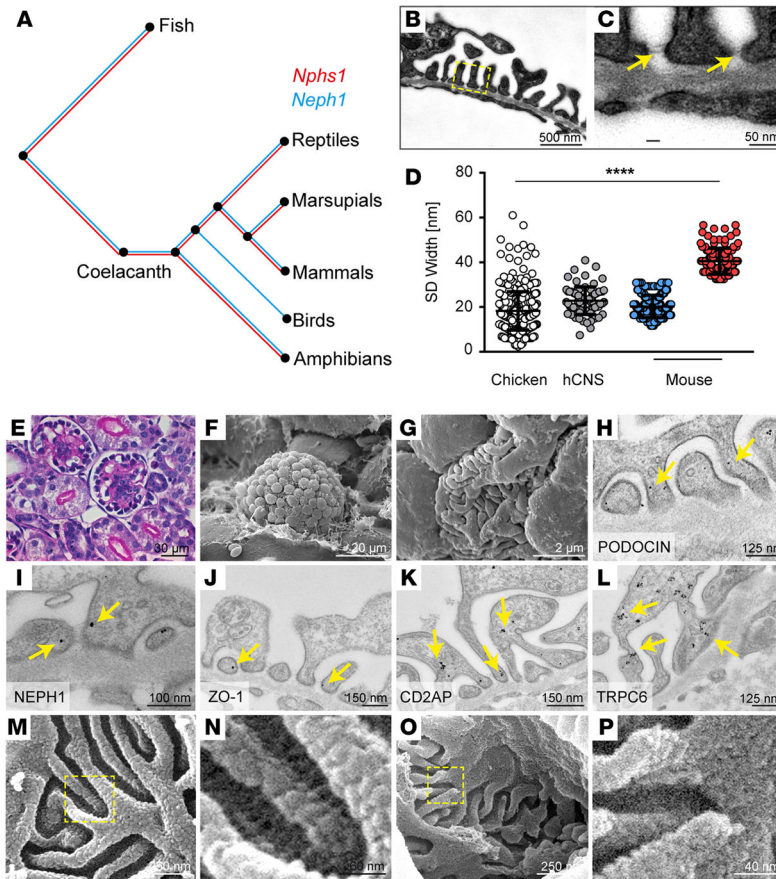 A
Fish
Nphs1
Neph1
Reptiles
Marsupials
Mammals
Birds
Amphibians
Coelacanth
B
500 nm
C
50 nm
D
****
SD Width [nm]
80
60
40
20
0
Chicken hCNS Mouse
E
30 µm
F
20 µm
G
2 µm
H
PODOCIN
125 nm
I
NEPH1
100 nm
J
ZO-1
150 nm
K
CD2AP
150 nm
L
TRPC6
125 nm
M
N
O
250 nm
P
40 nm